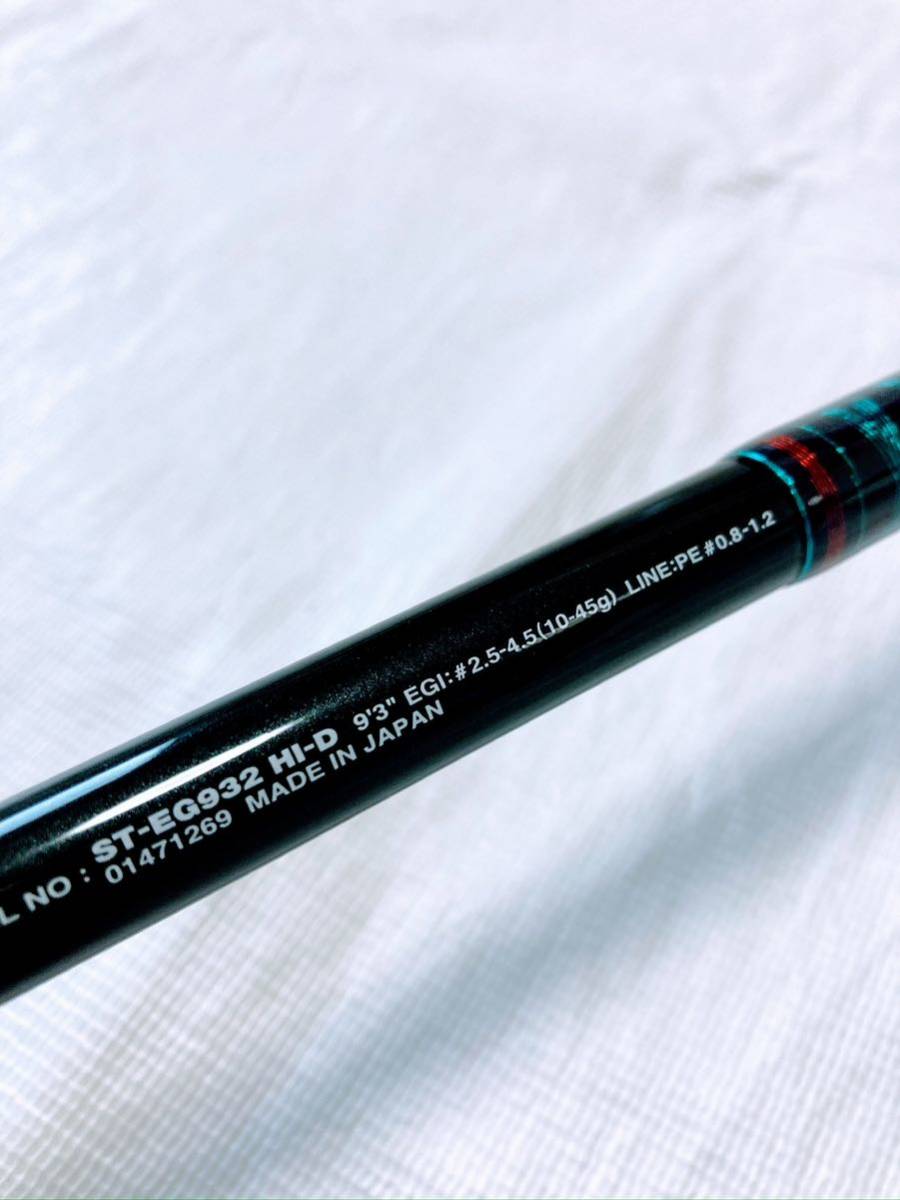 L NO : ST-EG932 HI-D 9'3" EGI:#2.5-4.5(10-45g) LINE:PE#0.8-1.2
01471269 MADE IN JAPAN